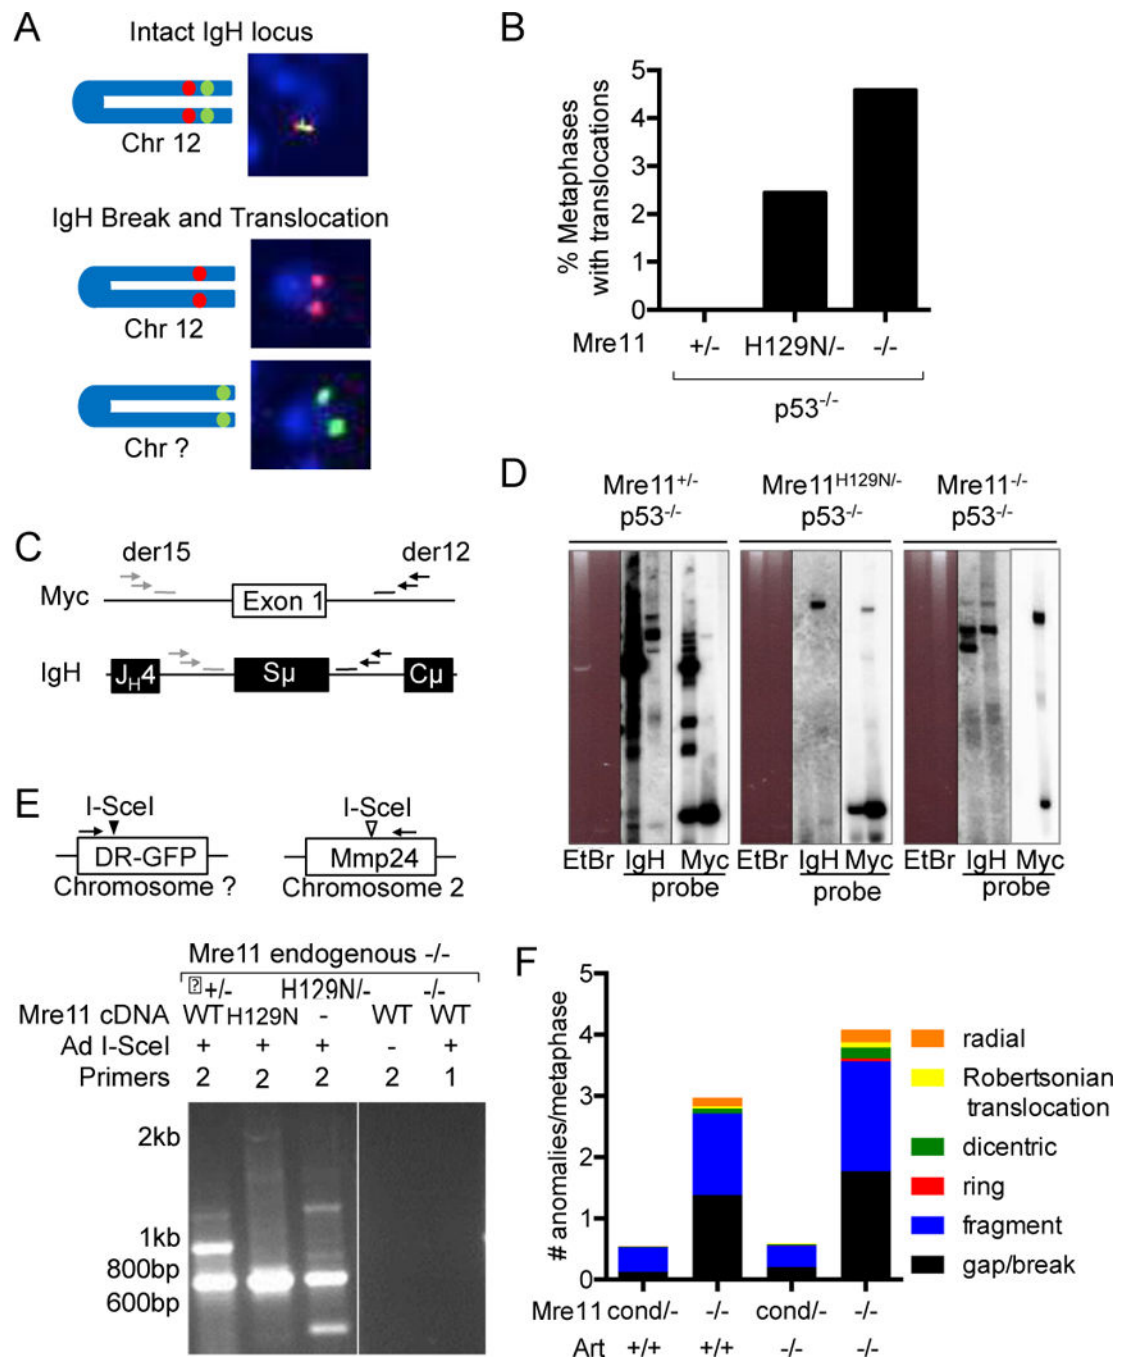 A
Intact IgH locus
Chr 12
IgH Break and Translocation
Chr 12
Chr ?
B
% Metaphases
with translocations
5
4
3
2
1
0
Mre11 +/- H129N/- -/-
p53-/-
C
der15 der12
Myc Exon 1
IgH JH4 Sμ Cμ
D
Mre11+/- Mre11H129N/- Mre11-/-
p53-/- p53-/- p53-/-
EtBr IgH Myc EtBr IgH Myc EtBr IgH Myc
probe probe probe
E
I-SceI I-SceI
DR-GFP Mmp24
Chromosome ? Chromosome 2
Mre11 endogenous -/-
+/- H129N/- -/-
Mre11 cDNA WT H129N - WT WT
Ad I-SceI + + + - +
Primers 2 2 2 2 1
2kb
1kb
800bp
600bp
F
# anomalies/metaphase
5
4
3
2
1
0
radial
Robertsonian
translocation
dicentric
ring
fragment
gap/break
Mre11 cond/- -/- cond/- -/-
Art +/+ +/+ -/- -/-